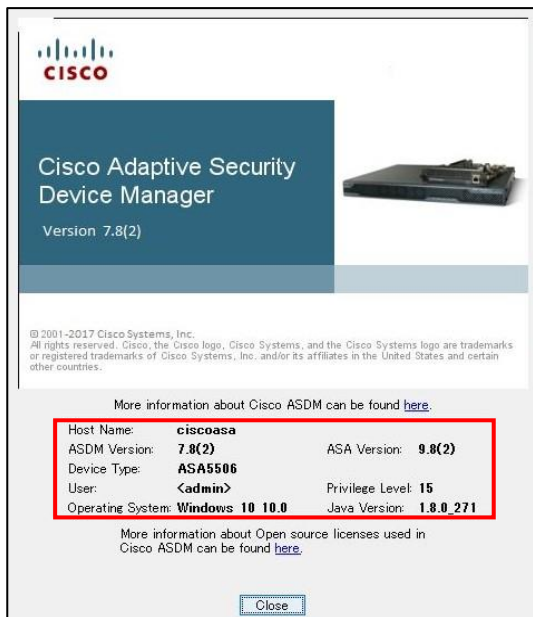 CISCO
Cisco Adaptive Security
Device Manager
Version 7.8(2)
© 2001-2017 Cisco Systems, Inc.
All rights reserved. Cisco, the Cisco logo, Cisco Systems, and the Cisco Systems logo are trademarks
or registered trademarks of Cisco Systems, Inc. and/or its affiliates in the United States and certain
other countries.
More information about Cisco ASDM can be found here.
Host Name: ciscoasa
ASDM Version: 7.8(2) ASA Version: 9.8(2)
Device Type: ASA5506
User: <admin> Privilege Level: 15
Operating System: Windows 10 10.0 Java Version: 1.8.0_271
More information about Open source licenses used in
Cisco ASDM can be found here.
Close